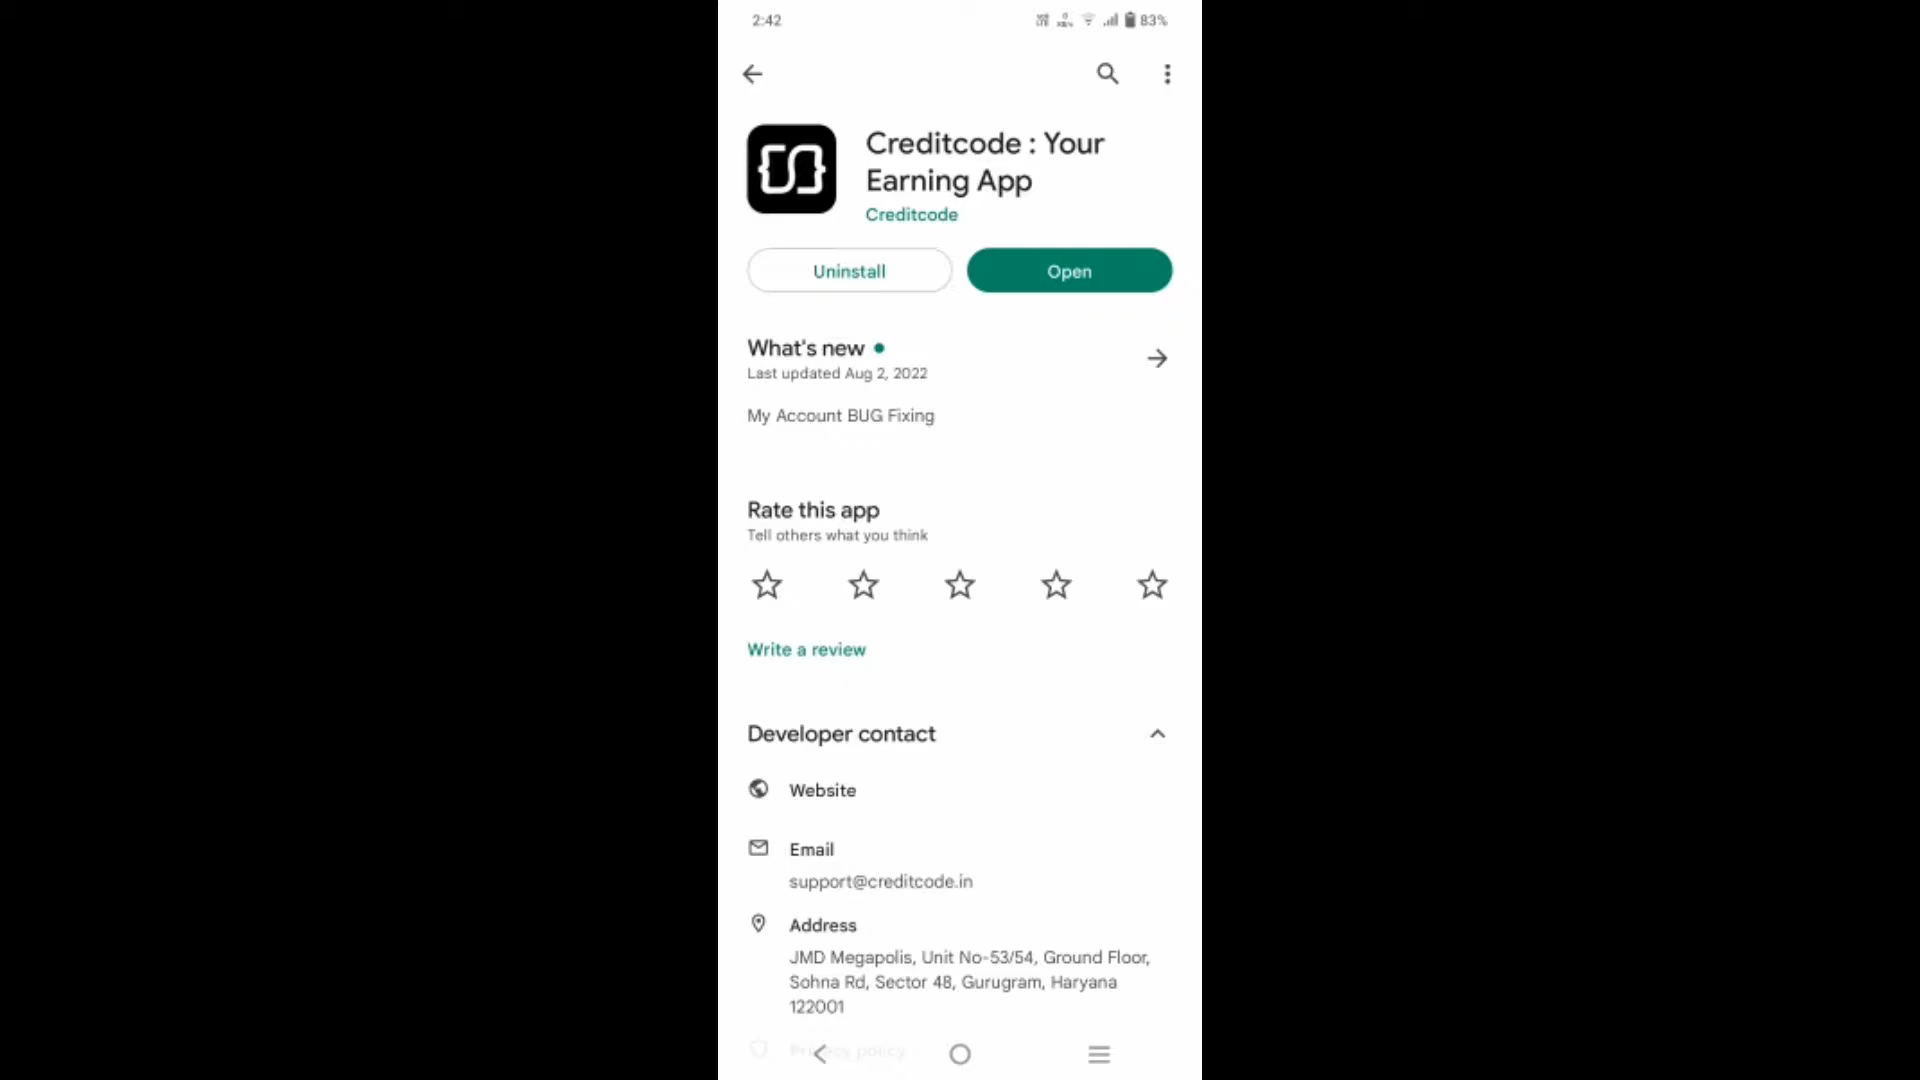 2:42
83%
Creditcode : Your
Earning App
Creditcode
Uninstall
Open
What's new
Last updated Aug 2, 2022
My Account BUG Fixing
Rate this app
Tell others what you think
Write a review
Developer contact
Website
Email
support@creditcode.in
Address
JMD Megapolis, Unit No-53/54, Ground Floor,
Sohna Rd, Sector 48, Gurugram, Haryana
122001
Privacy policy